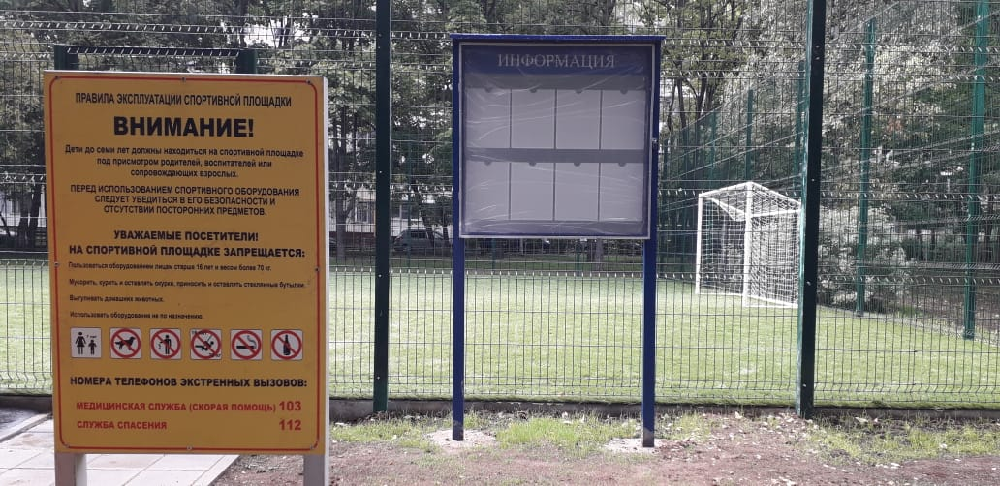 ПРАВИЛА ЭКСПЛУАТАЦИИ СПОРТИВНОЙ ПЛОЩАДКИ
ВНИМАНИЕ!
Дети до семи лет должны находиться на спортивной площадке
под присмотром родителей, воспитателей или
сопровождающих взрослых.
ПЕРЕД ИСПОЛЬЗОВАНИЕМ СПОРТИВНОГО ОБОРУДОВАНИЯ
СЛЕДУЕТ УБЕДИТЬСЯ В ЕГО БЕЗОПАСНОСТИ И
ОТСУТСТВИИ ПОСТОРОННИХ ПРЕДМЕТОВ.
УВАЖАЕМЫЕ ПОСЕТИТЕЛИ!
НА СПОРТИВНОЙ ПЛОЩАДКЕ ЗАПРЕЩАЕТСЯ:
Пользоваться оборудованием лицам старше 16 лет и весом более 70 кг.
Мусорить, курить и оставлять окурки, приносить и оставлять стеклянные бутылки.
Выгуливать домашних животных.
Использовать оборудование не по назначению.
НОМЕРА ТЕЛЕФОНОВ ЭКСТРЕННЫХ ВЫЗОВОВ:
МЕДИЦИНСКАЯ СЛУЖБА (СКОРАЯ ПОМОЩЬ) 103
СЛУЖБА СПАСЕНИЯ 112
ИНФОРМАЦИЯ